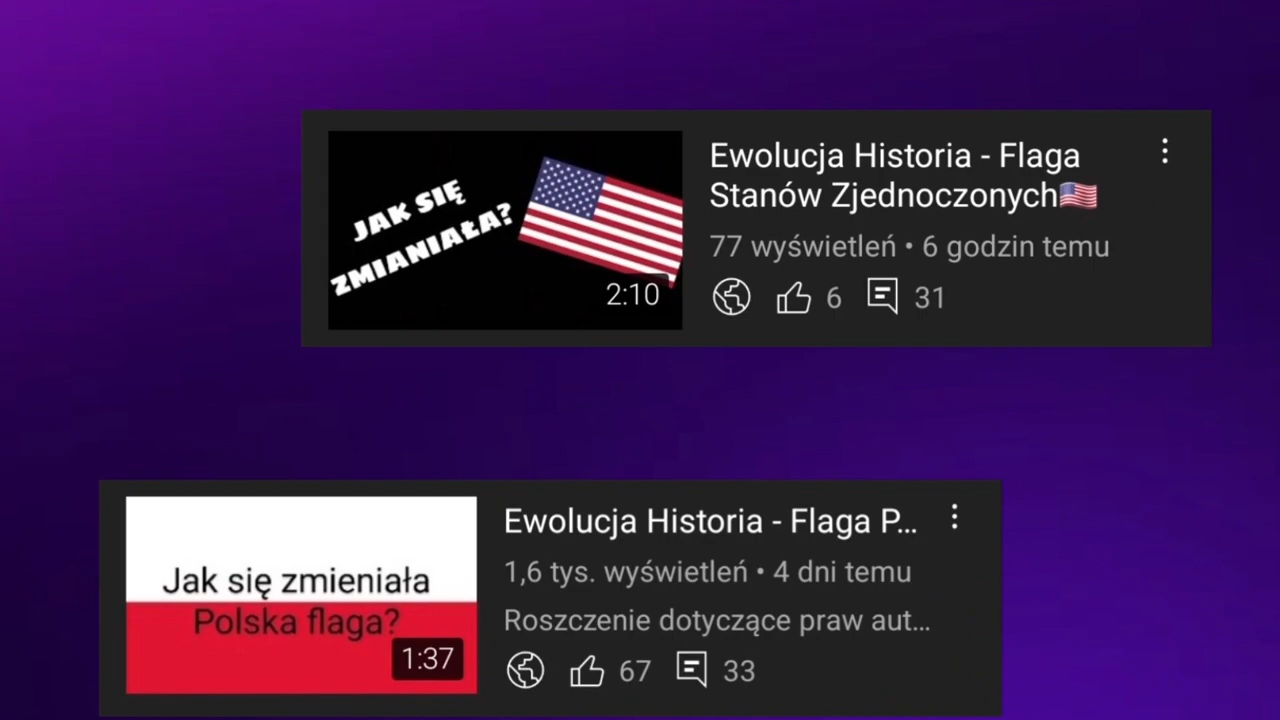 JAK SIĘ
ZMIANIAŁA?
2:10
Ewolucja Historia - Flaga
Stanów Zjednoczonych🇺🇸
77 wyświetleń • 6 godzin temu
6 31
Jak się zmieniała
Polska flaga?
1:37
Ewolucja Historia - Flaga P...
1,6 tys. wyświetleń • 4 dni temu
Roszczenie dotyczące praw aut...
67 33